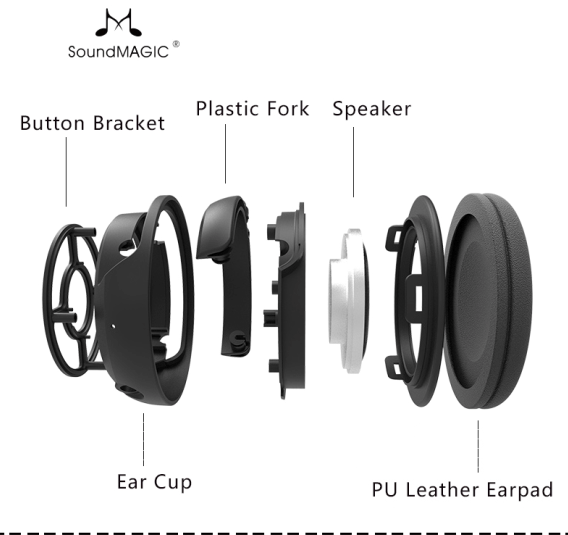 SoundMAGIC®
Plastic Fork
Speaker
Button Bracket
Ear Cup
PU Leather Earpad